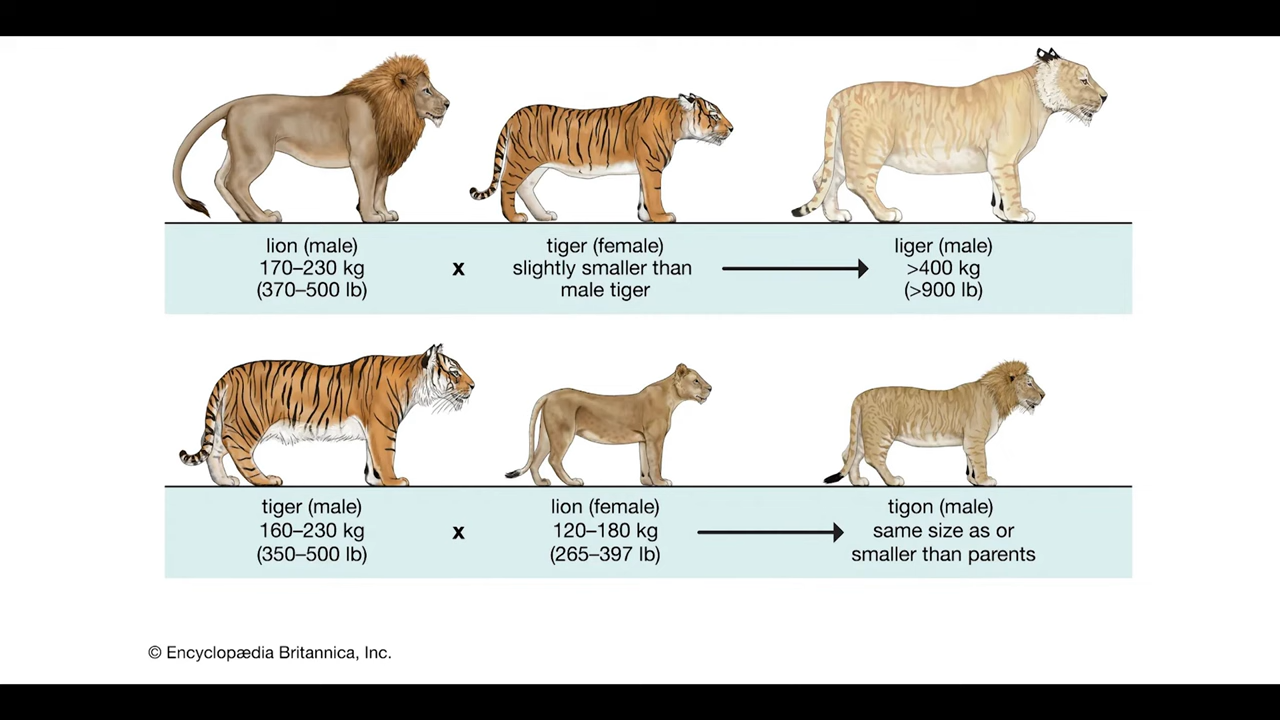 lion (male)
170–230 kg
(370–500 lb)
x
tiger (female)
slightly smaller than
male tiger
liger (male)
>400 kg
(>900 lb)
tiger (male)
160–230 kg
(350–500 lb)
x
lion (female)
120–180 kg
(265–397 lb)
tigon (male)
same size as or
smaller than parents
© Encyclopædia Britannica, Inc.